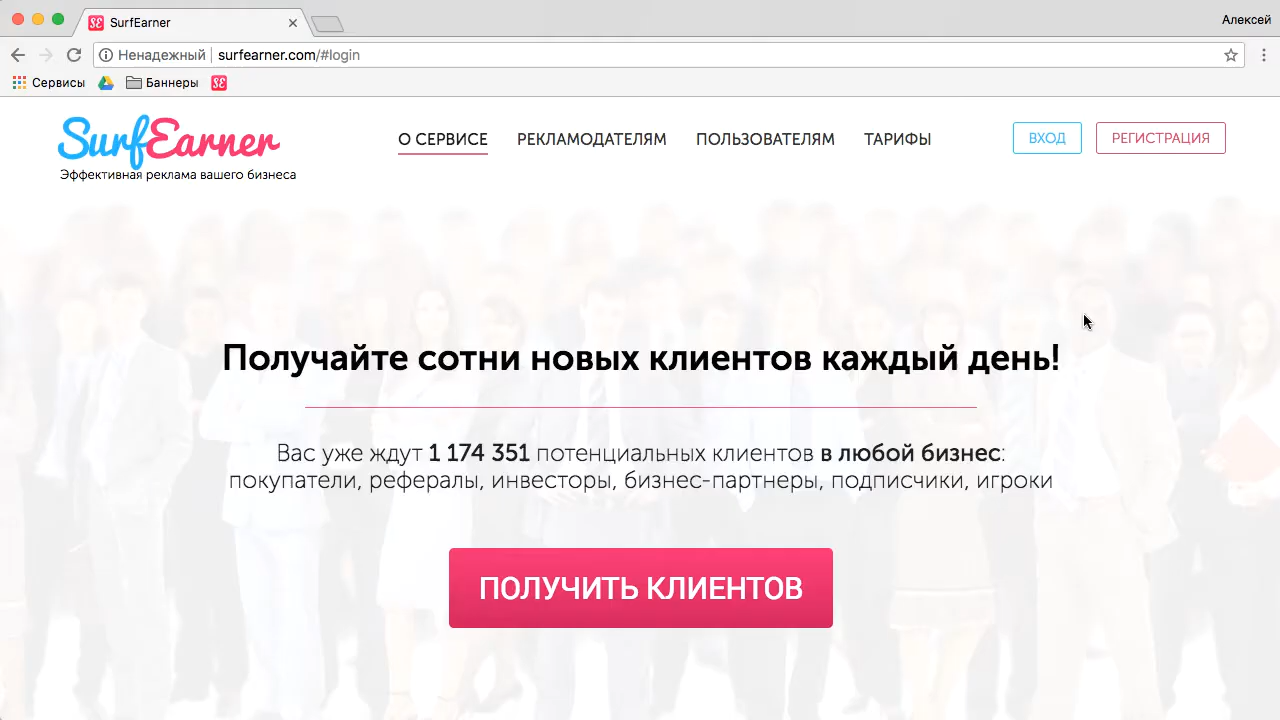 SurfEarner
Алексей
Ненадежный | surfearner.com/#login
Сервисы Баннеры SE
SurfEarner
Эффективная реклама вашего бизнеса
О СЕРВИСЕ РЕКЛАМОДАТЕЛЯМ ПОЛЬЗОВАТЕЛЯМ ТАРИФЫ ВХОД РЕГИСТРАЦИЯ
Получайте сотни новых клиентов каждый день!
Вас уже ждут 1 174 351 потенциальных клиентов в любой бизнес:
покупатели, рефералы, инвесторы, бизнес-партнеры, подписчики, игроки
ПОЛУЧИТЬ КЛИЕНТОВ